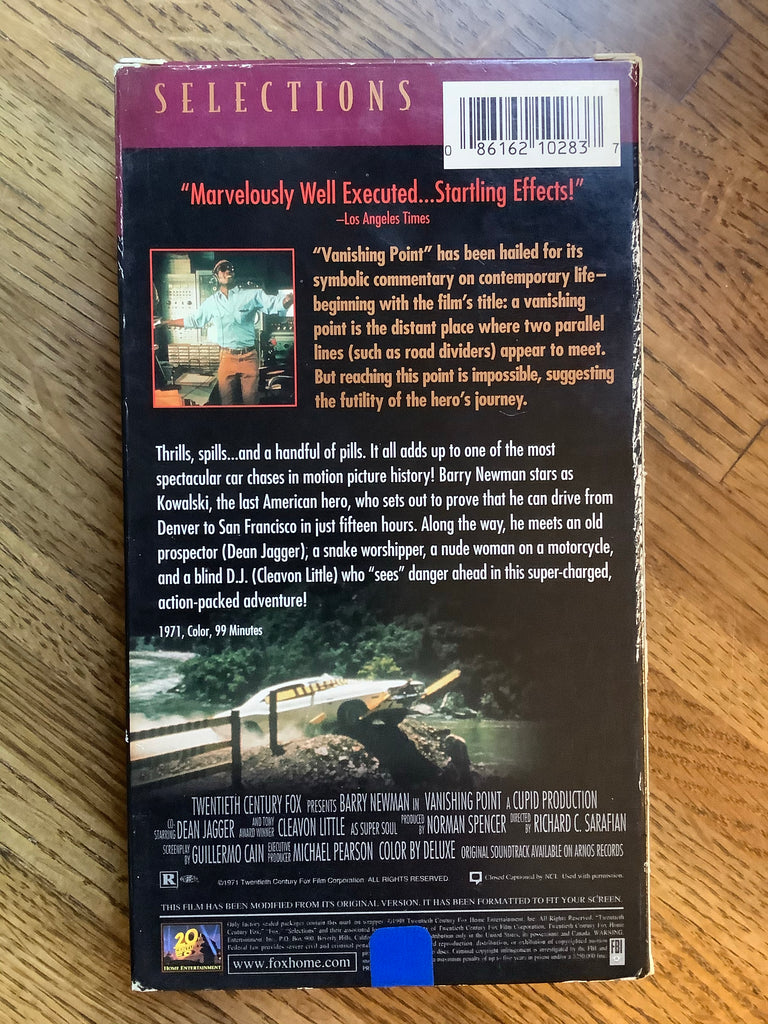 SELECTIONS
0 86162 10283 7
“Marvelously Well Executed...Startling Effects!”
–Los Angeles Times
“Vanishing Point” has been hailed for its
symbolic commentary on contemporary life–
beginning with the film’s title: a vanishing
point is the distant place where two parallel
lines (such as road dividers) appear to meet.
But reaching this point is impossible, suggesting
the futility of the hero’s journey.
Thrills, spills...and a handful of pills. It all adds up to one of the most
spectacular car chases in motion picture history! Barry Newman stars as
Kowalski, the last American hero, who sets out to prove that he can drive from
Denver to San Francisco in just fifteen hours. Along the way, he meets an old
prospector (Dean Jagger); a snake worshipper, a nude woman on a motorcycle,
and a blind D.J. (Cleavon Little) who “sees” danger ahead in this super-charged,
action-packed adventure!
1971, Color, 99 Minutes
TWENTIETH CENTURY FOX PRESENTS BARRY NEWMAN IN VANISHING POINT A CUPID PRODUCTION
CO-STARRING DEAN JAGGER AND TONY AWARD WINNER CLEAVON LITTLE AS SUPER SOUL PRODUCED BY NORMAN SPENCER DIRECTED BY RICHARD C. SARAFIAN
SCREENPLAY BY GUILLERMO CAIN EXECUTIVE PRODUCER MICHAEL PEARSON COLOR BY DELUXE ORIGINAL SOUNDTRACK AVAILABLE ON ARNOS RECORDS
R ©1971 Twentieth Century Fox Film Corporation. ALL RIGHTS RESERVED. Closed Captioned by NCI. Used with permission.
THIS FILM HAS BEEN MODIFIED FROM ITS ORIGINAL VERSION. IT HAS BEEN FORMATTED TO FIT YOUR SCREEN.
HOME ENTERTAINMENT
www.foxhome.com
FBI